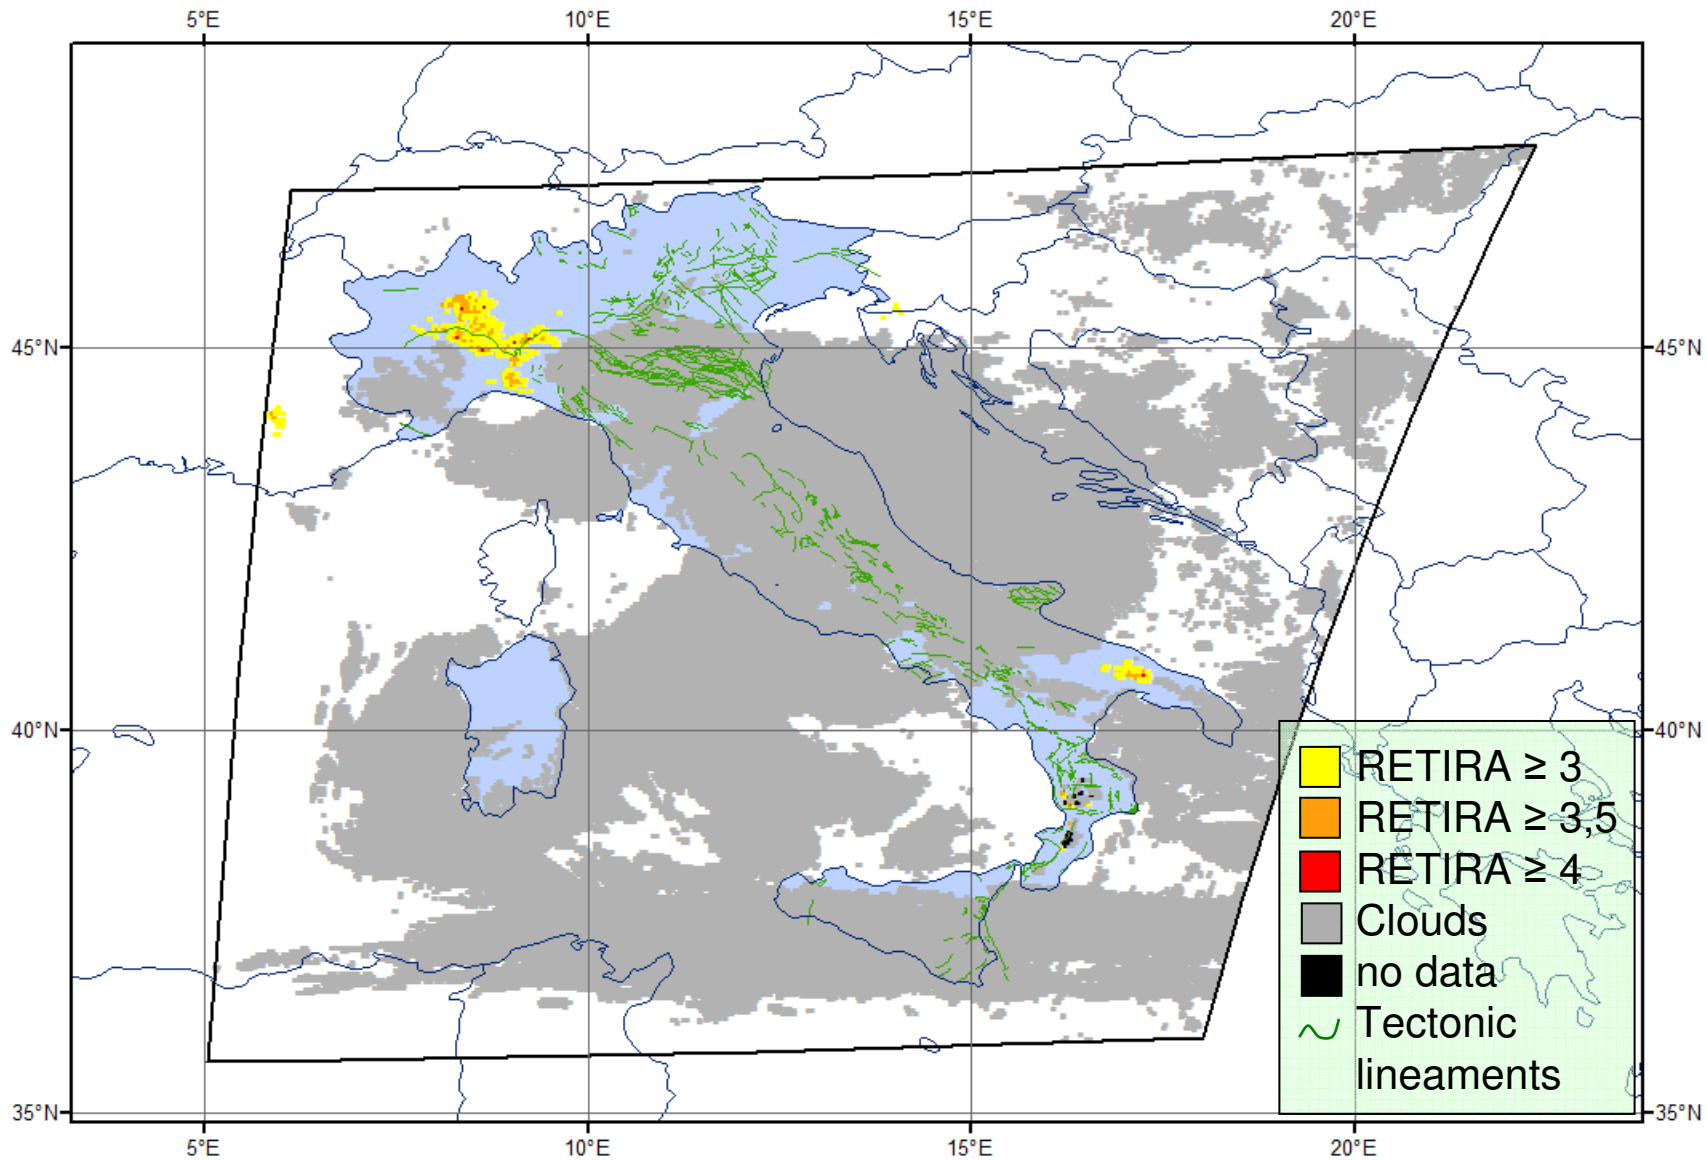 5°E 10°E 15°E 20°E
45°N 45°N
40°N 40°N
RETIRA ≥ 3
RETIRA ≥ 3,5
RETIRA ≥ 4
Clouds
no data
Tectonic
lineaments
35°N 35°N
5°E 10°E 15°E 20°E